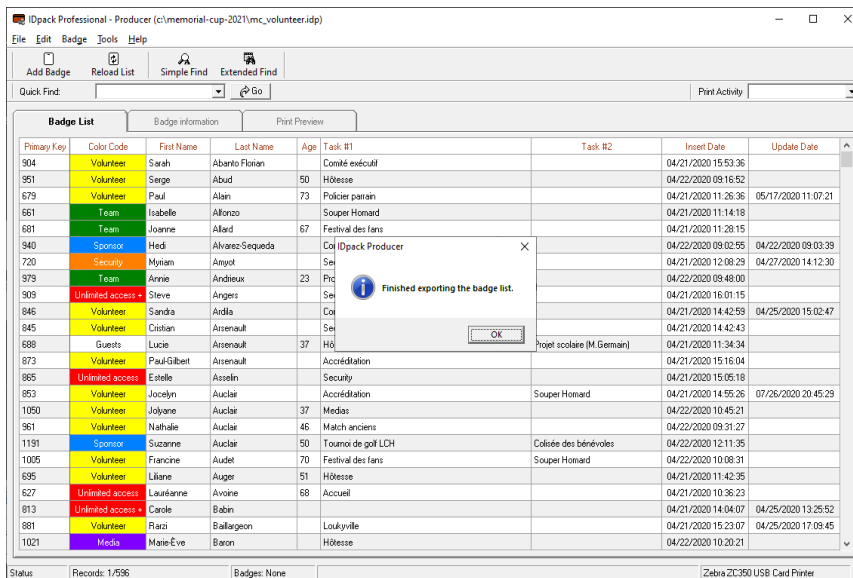 IDpack Professional - Producer (c:\memorial-cup-2021\mc_volunteer.idp)
File Edit Badge Tools Help
Add Badge Reload List Simple Find Extended Find
Quick Find: Go Print Activity
Badge List Badge information Print Preview
Primary Key Color Code First Name Last Name Age Task #1 Task #2 Insert Date Update Date
904 Volunteer Sarah Abanto Florian Comité exécutif 04/21/2020 15:53:36
951 Volunteer Serge Abud 50 Hôtesse 04/22/2020 09:16:52
679 Volunteer Paul Alain 73 Policier parrain 04/21/2020 11:26:36 05/17/2020 11:07:21
661 Team Isabelle Alfonzo Souper Homard 04/21/2020 11:14:18
681 Team Joanne Allard 67 Festival des fans 04/21/2020 11:28:15
940 Sponsor Hedi Alvarez-Sequeda 04/22/2020 09:02:55 04/22/2020 09:03:39
IDpack Producer
720 Security Myriam Amyot 04/21/2020 12:08:29 04/27/2020 14:12:30
979 Team Annie Andrieux 23 04/22/2020 09:48:00
Finished exporting the badge list.
909 Unlimited access + Steve Angers 04/21/2020 16:01:15
846 Volunteer Sandra Ardila 04/21/2020 14:42:59 04/25/2020 15:02:47
845 Volunteer Cristian Arsenault 04/21/2020 14:42:43
OK
688 Guests Lucie Arsenault 37 Projet scolaire (M.Germain) 04/21/2020 11:34:34
873 Volunteer Paul-Gilbert Arsenault Accréditation 04/21/2020 15:16:04
865 Unlimited access Estelle Asselin Security 04/21/2020 15:05:18
853 Volunteer Jocelyn Auclair Accréditation Souper Homard 04/21/2020 14:55:26 07/26/2020 20:45:29
1050 Volunteer Jolyane Auclair 37 Medias 04/22/2020 10:45:21
961 Volunteer Nathalie Auclair 46 Match anciens 04/22/2020 09:31:27
1191 Sponsor Suzanne Auclair 50 Tournoi de golf LCH Colisée des bénévoles 04/22/2020 12:11:35
1005 Volunteer Francine Audet 70 Festival des fans Souper Homard 04/22/2020 10:08:31
695 Volunteer Liliane Auger 51 Hôtesse 04/21/2020 11:42:35
627 Unlimited access Lauréanne Avoine 68 Accueil 04/21/2020 10:36:23
813 Unlimited access + Carole Babin 04/21/2020 14:04:07 04/25/2020 13:25:52
881 Volunteer Rarzi Baillargeon Loukyville 04/21/2020 15:23:07 04/25/2020 17:09:45
1021 Media Marie-Ève Baron Hôtesse 04/22/2020 10:20:21
Status Records: 1/596 Badges: None Zebra ZC350 USB Card Printer